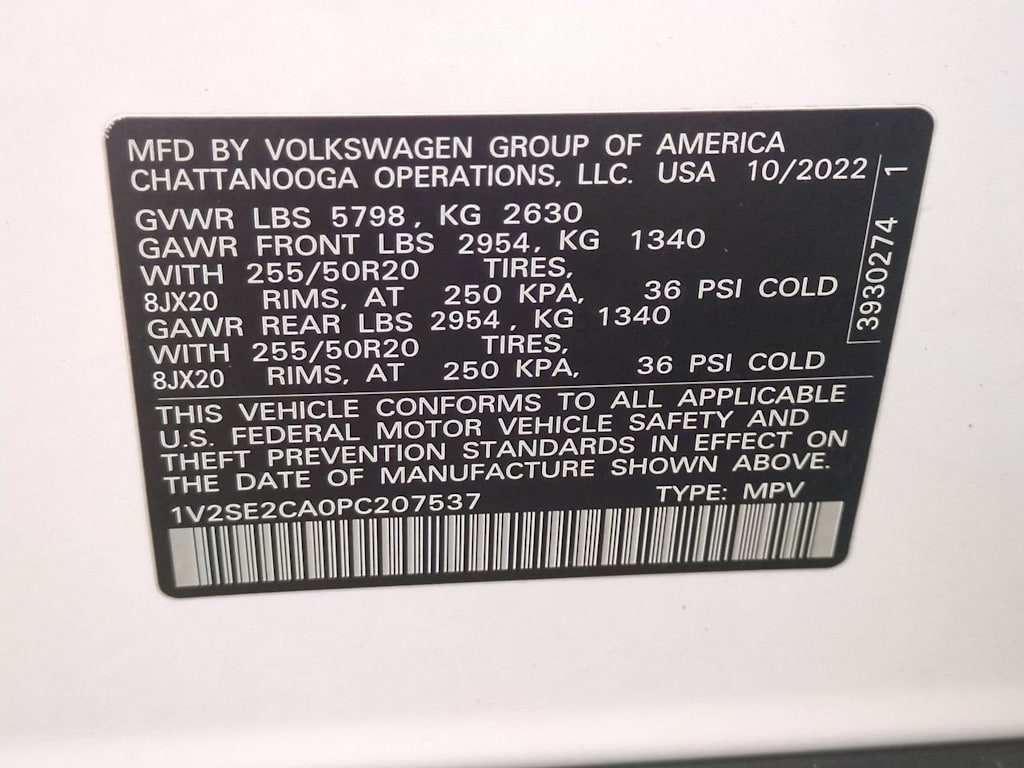 MFD BY VOLKSWAGEN GROUP OF AMERICA
CHATTANOOGA OPERATIONS, LLC. USA 10/2022
GVWR LBS 5798, KG 2630
GAWR FRONT LBS 2954, KG 1340
WITH 255/50R20 TIRES,
8JX20 RIMS, AT 250 KPA, 36 PSI COLD
GAWR REAR LBS 2954, KG 1340
WITH 255/50R20 TIRES,
8JX20 RIMS, AT 250 KPA, 36 PSI COLD
THIS VEHICLE CONFORMS TO ALL APPLICABLE
U.S. FEDERAL MOTOR VEHICLE SAFETY AND
THEFT PREVENTION STANDARDS IN EFFECT ON
THE DATE OF MANUFACTURE SHOWN ABOVE.
1V2SE2CA0PC207537 TYPE: MPV
3930274 1